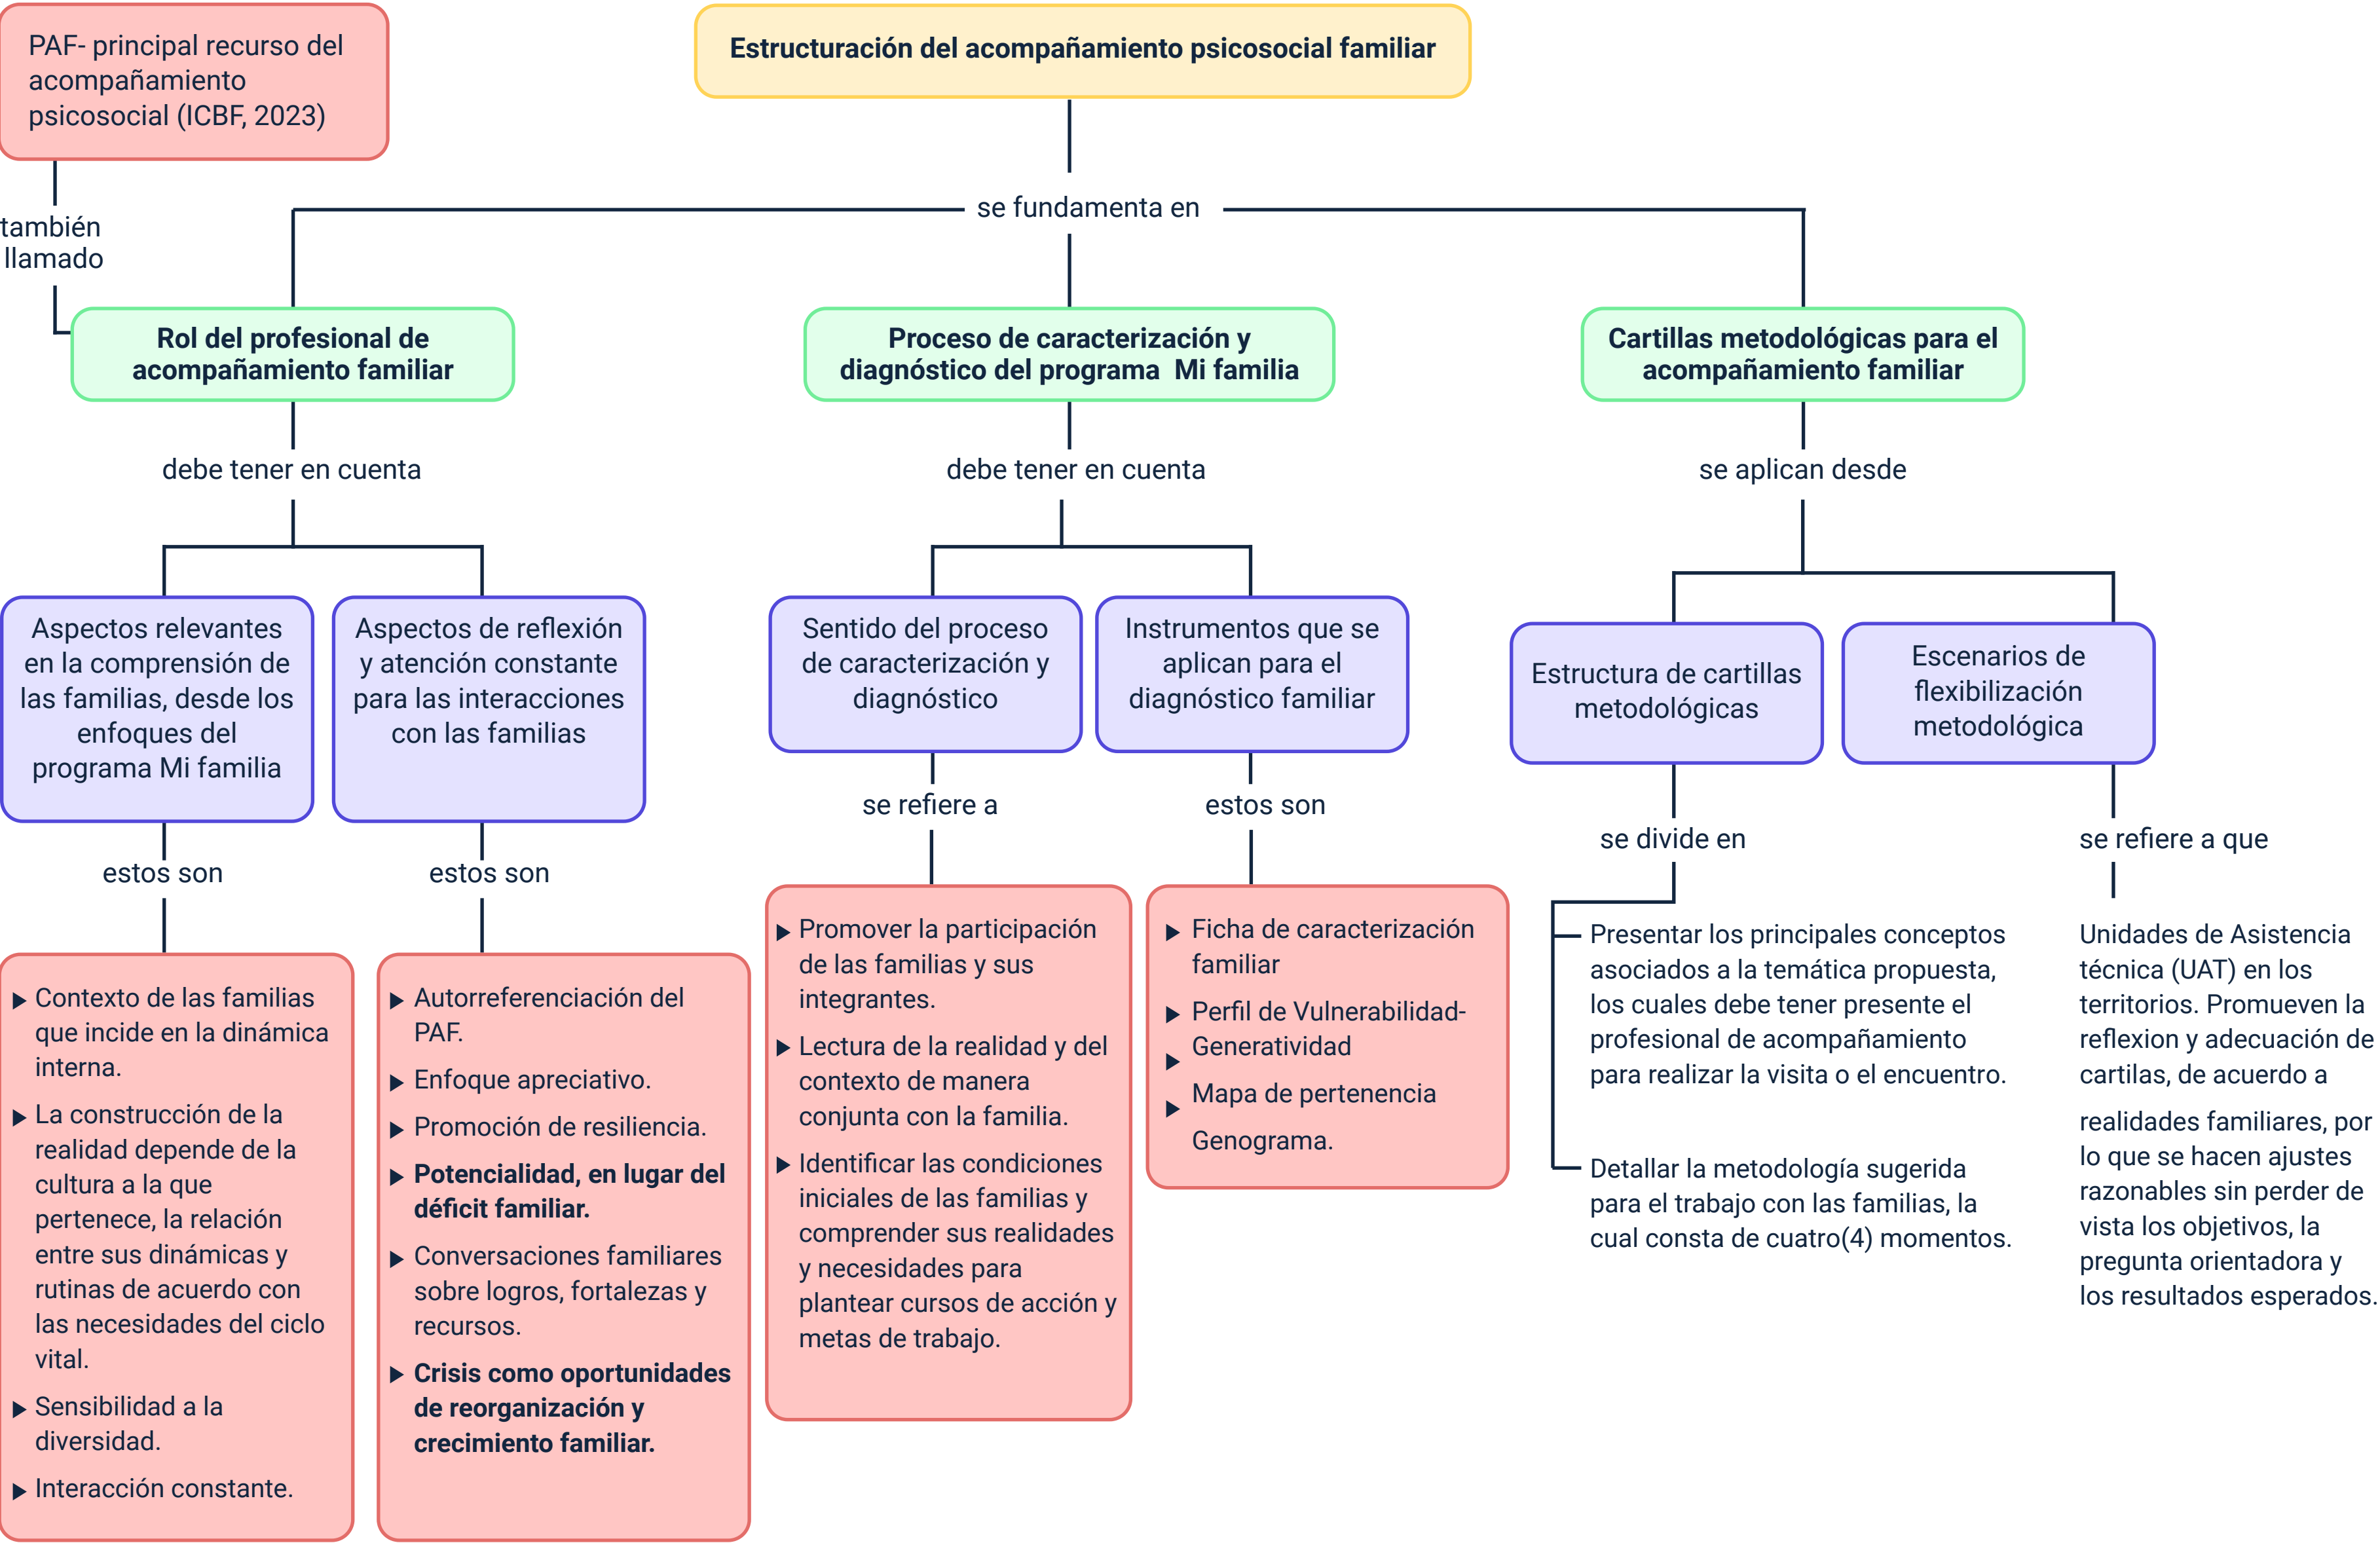 PAF- principal recurso del
acompañamiento
psicosocial (ICBF, 2023)
también
llamado
Estructuración del acompañamiento psicosocial familiar
se fundamenta en
Rol del profesional de
acompañamiento familiar
debe tener en cuenta
Aspectos relevantes
en la comprensión de
las familias, desde los
enfoques del
programa Mi familia
estos son
Contexto de las familias
que incide en la dinámica
interna.
La construcción de la
realidad depende de la
cultura a la que
pertenece, la relación
entre sus dinámicas y
rutinas de acuerdo con
las necesidades del ciclo
vital.
Sensibilidad a la
diversidad.
Interacción constante.
Aspectos de reflexión
y atención constante
para las interacciones
con las familias
estos son
Autorreferenciación del
PAF.
Enfoque apreciativo.
Promoción de resiliencia.
Potencialidad, en lugar del
déficit familiar.
Conversaciones familiares
sobre logros, fortalezas y
recursos.
Crisis como oportunidades
de reorganización y
crecimiento familiar.
Proceso de caracterización y
diagnóstico del programa  Mi familia
debe tener en cuenta
Sentido del proceso
de caracterización y
diagnóstico
se refiere a
Promover la participación
de las familias y sus
integrantes.
Lectura de la realidad y del
contexto de manera
conjunta con la familia.
Identificar las condiciones
iniciales de las familias y
comprender sus realidades
y necesidades para
plantear cursos de acción y
metas de trabajo.
Instrumentos que se
aplican para el
diagnóstico familiar
estos son
Ficha de caracterización
familiar
Perfil de Vulnerabilidad-
Generatividad
Mapa de pertenencia
Genograma.
Cartillas metodológicas para el
acompañamiento familiar
se aplican desde
Estructura de cartillas
metodológicas
se divide en
Presentar los principales conceptos
asociados a la temática propuesta,
los cuales debe tener presente el
profesional de acompañamiento
para realizar la visita o el encuentro.
Detallar la metodología sugerida
para el trabajo con las familias, la
cual consta de cuatro(4) momentos.
Escenarios de
flexibilización
metodológica
se refiere a que
Unidades de Asistencia
técnica (UAT) en los
territorios. Promueven la
reflexion y adecuación de
cartilas, de acuerdo a
realidades familiares, por
lo que se hacen ajustes
razonables sin perder de
vista los objetivos, la
pregunta orientadora y
los resultados esperados.